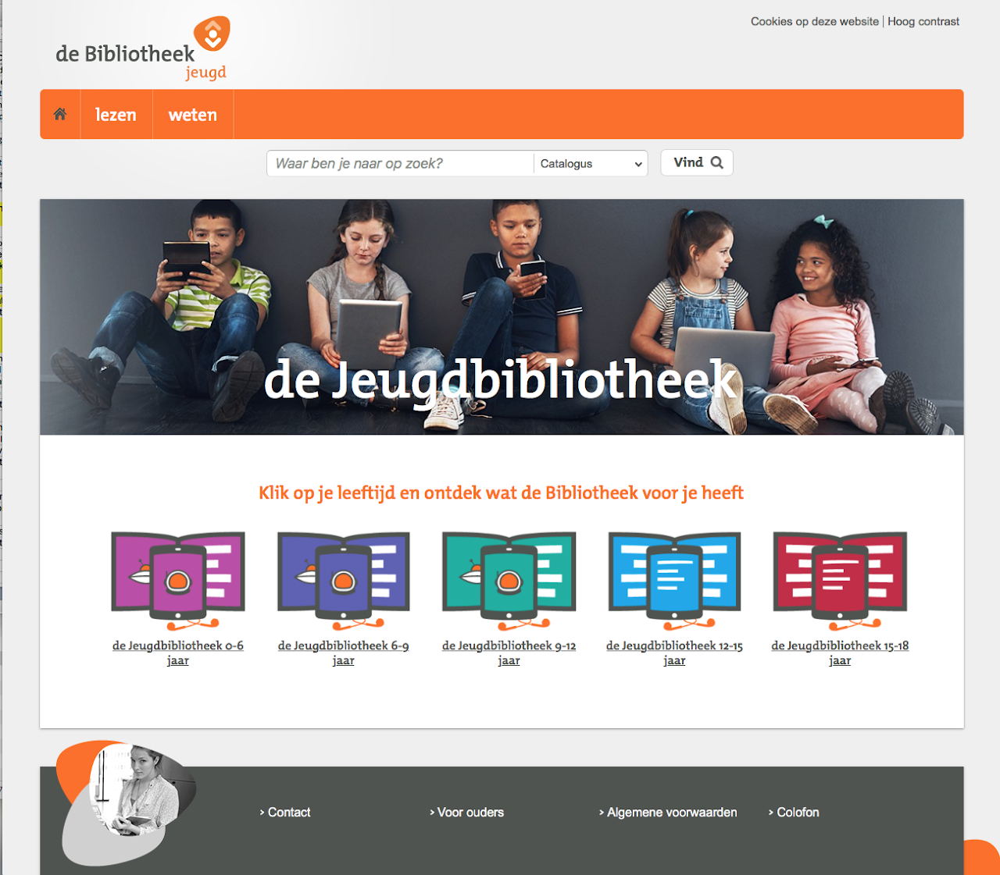 Cookies op deze website | Hoog contrast
de Bibliotheek
jeugd
lezen weten
Waar ben je naar op zoek? Catalogus Vind
de Jeugdbibliotheek
Klik op je leeftijd en ontdek wat de Bibliotheek voor je heeft
de Jeugdbibliotheek 0-6
jaar
de Jeugdbibliotheek 6-9
jaar
de Jeugdbibliotheek 9-12
jaar
de Jeugdbibliotheek 12-15
jaar
de Jeugdbibliotheek 15-18
jaar
› Contact › Voor ouders › Algemene voorwaarden › Colofon